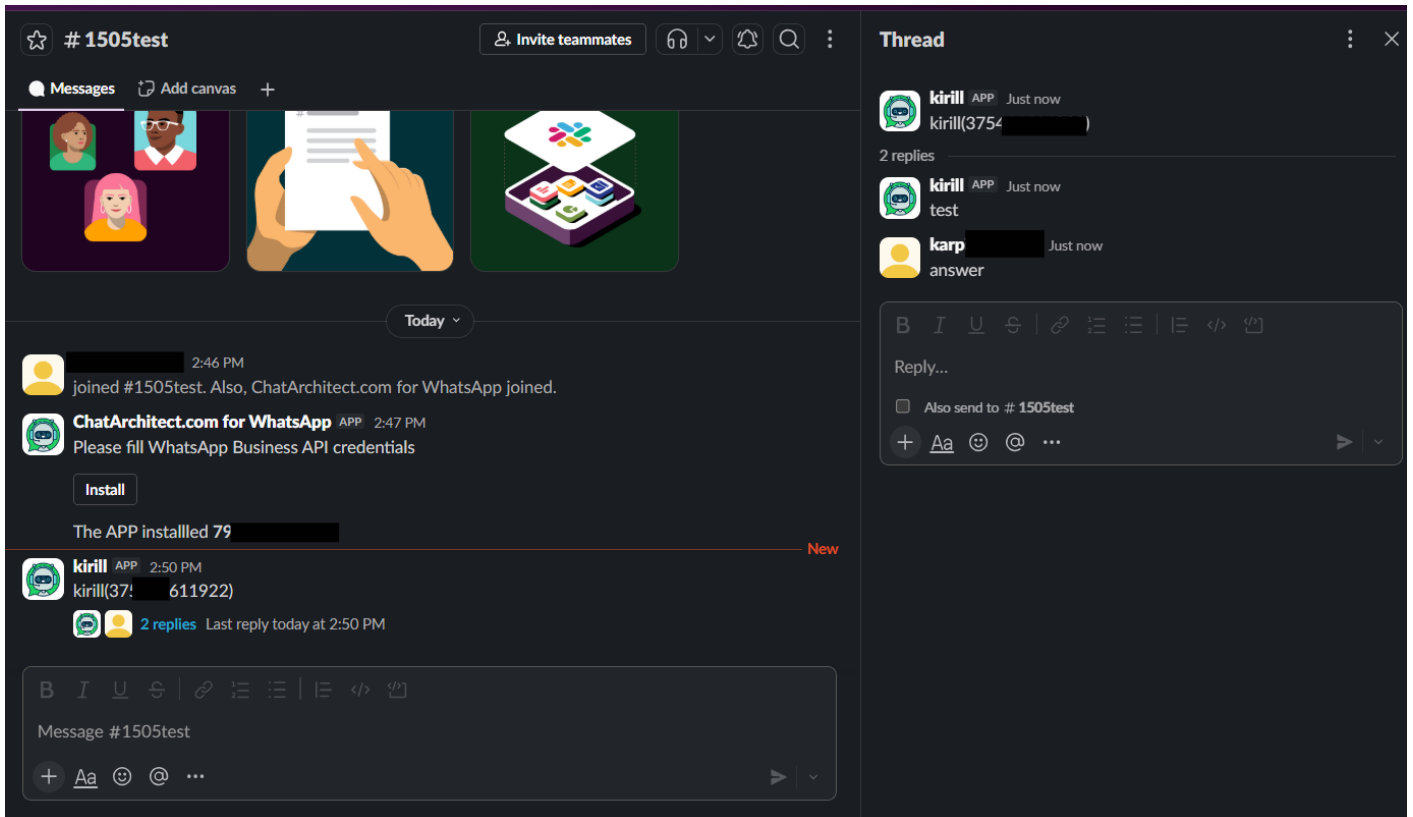 # 1505test
Invite teammates
Messages
Add canvas
Today
2:46 PM
joined #1505test. Also, ChatArchitect.com for WhatsApp joined.
ChatArchitect.com for WhatsApp APP 2:47 PM
Please fill WhatsApp Business API credentials
Install
The APP installled 79
New
kirill APP 2:50 PM
kirill(375 611922)
2 replies Last reply today at 2:50 PM
B I U S
Message #1505test
Aa
Thread
kirill APP Just now
kirill(3754 )
2 replies
kirill APP Just now
test
karp Just now
answer
B I U S
Reply...
Also send to # 1505test
Aa